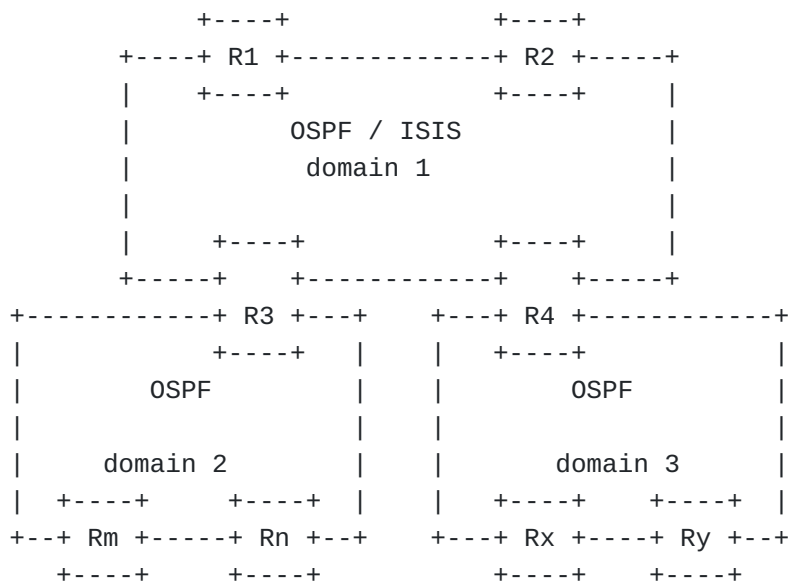 +----+             +----+
       +----+ R1 +-------------+ R2 +-----+
       |    +----+             +----+     |
       |          OSPF / ISIS             |
       |           domain 1               |
       |                                  |
       |     +----+            +----+     |
       +-----+    +------------+    +-----+
+------------+ R3 +---+    +---+ R4 +------------+
|            +----+   |    |   +----+            |
|        OSPF         |    |        OSPF         |
|                     |    |                     |
|     domain 2        |    |       domain 3      |
|  +----+     +----+  |    |   +----+    +----+  |
+--+ Rm +-----+ Rn +--+    +---+ Rx +----+ Ry +--+
   +----+     +----+           +----+    +----+